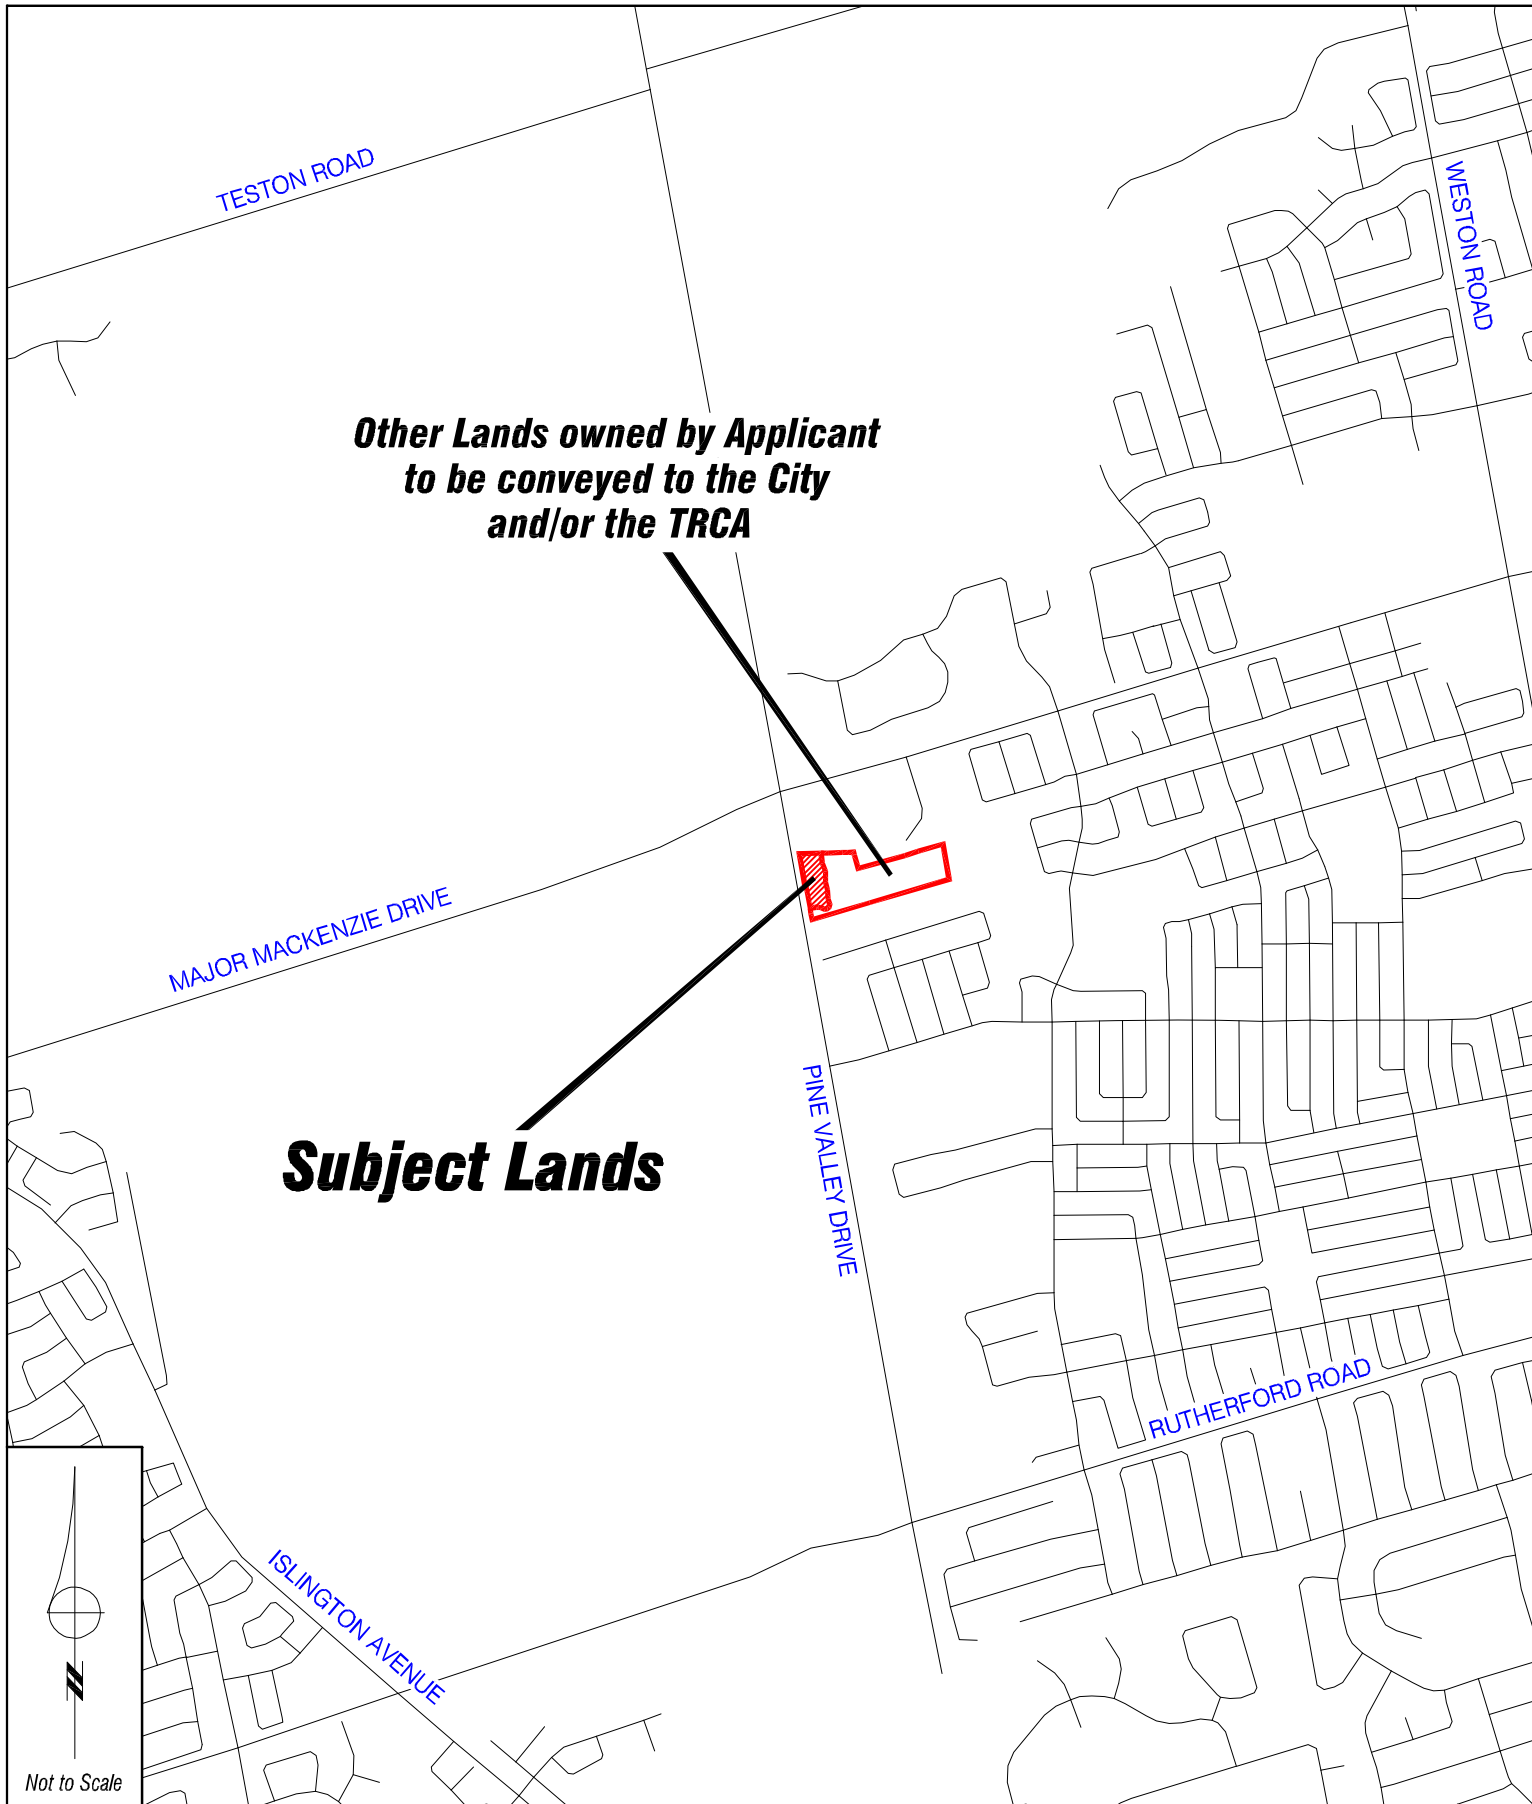 TESTON ROAD
WESTON ROAD
Other Lands owned by Applicant
to be conveyed to the City
and/or the TRCA
MAJOR MACKENZIE DRIVE
PINE VALLEY DRIVE
Subject Lands
RUTHERFORD ROAD
ISLINGTON AVENUE
N
Not to Scale